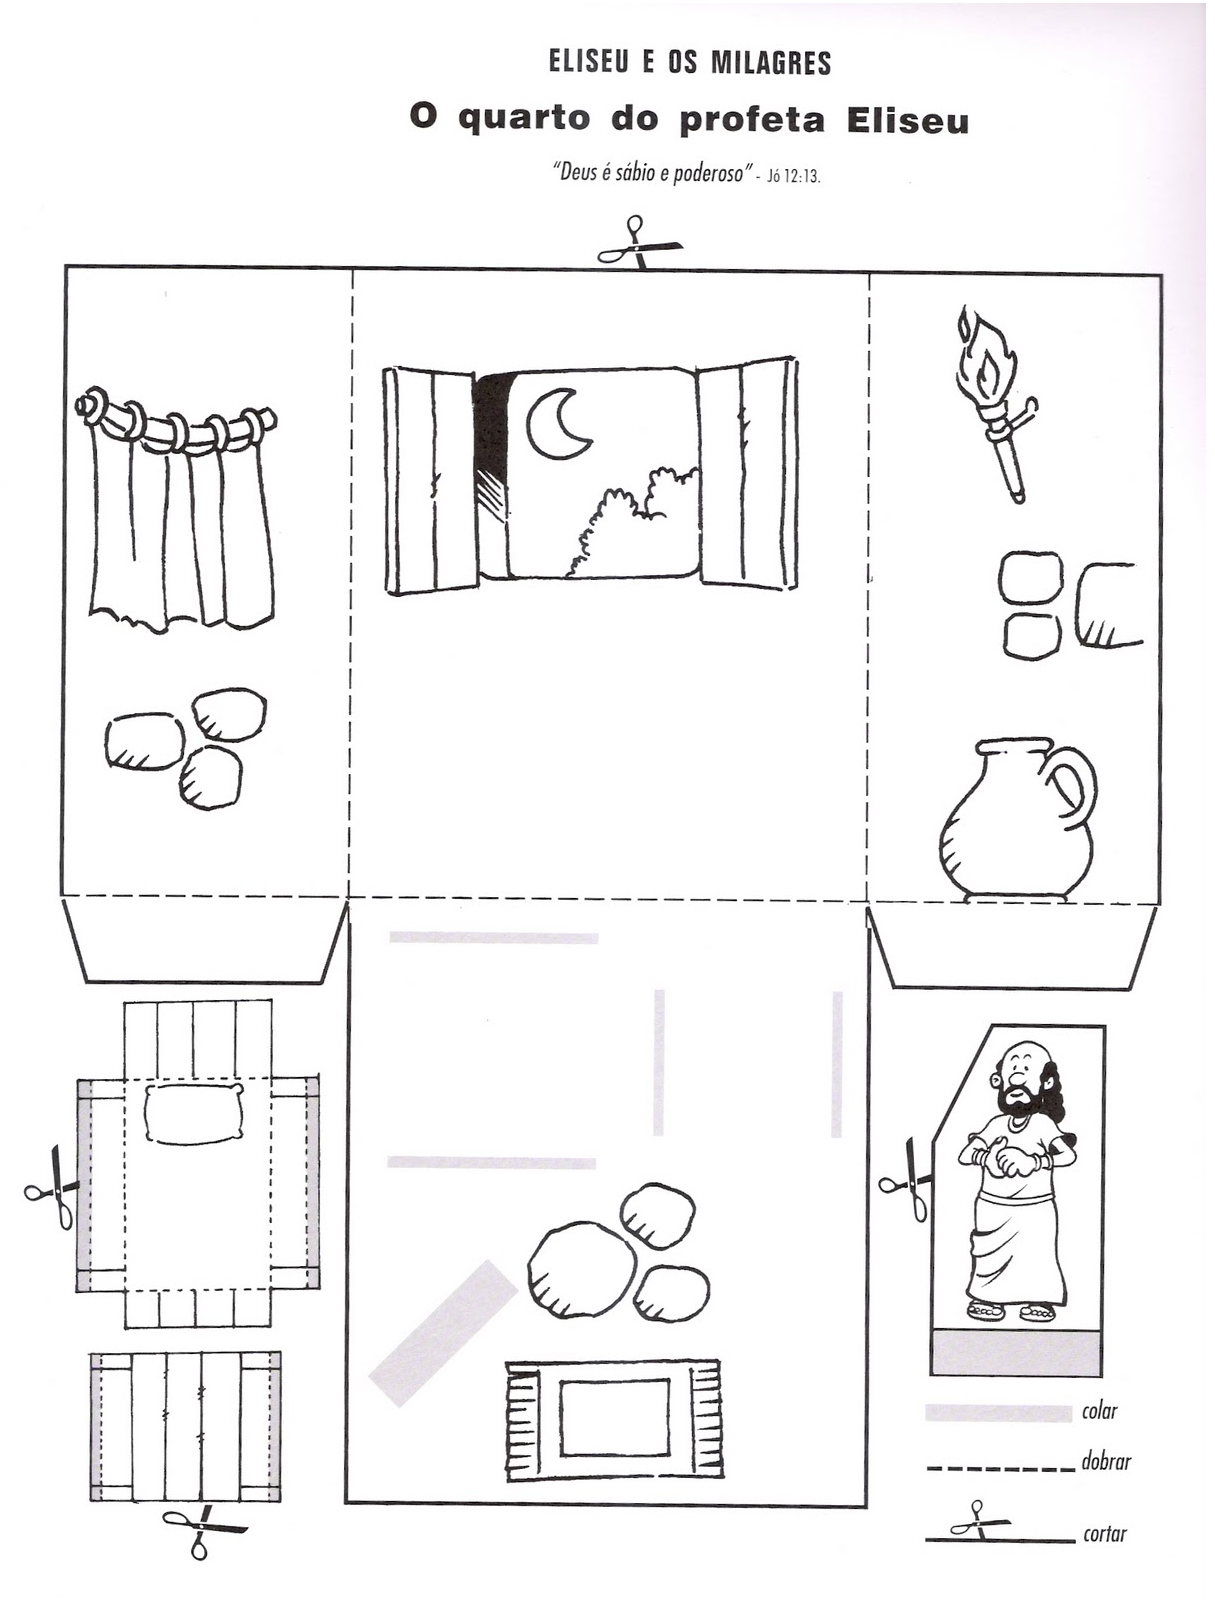 ELISEU E OS MILAGRES
O quarto do profeta Eliseu
"Deus é sábio e poderoso" - Jó 12:13.
colar
dobrar
cortar